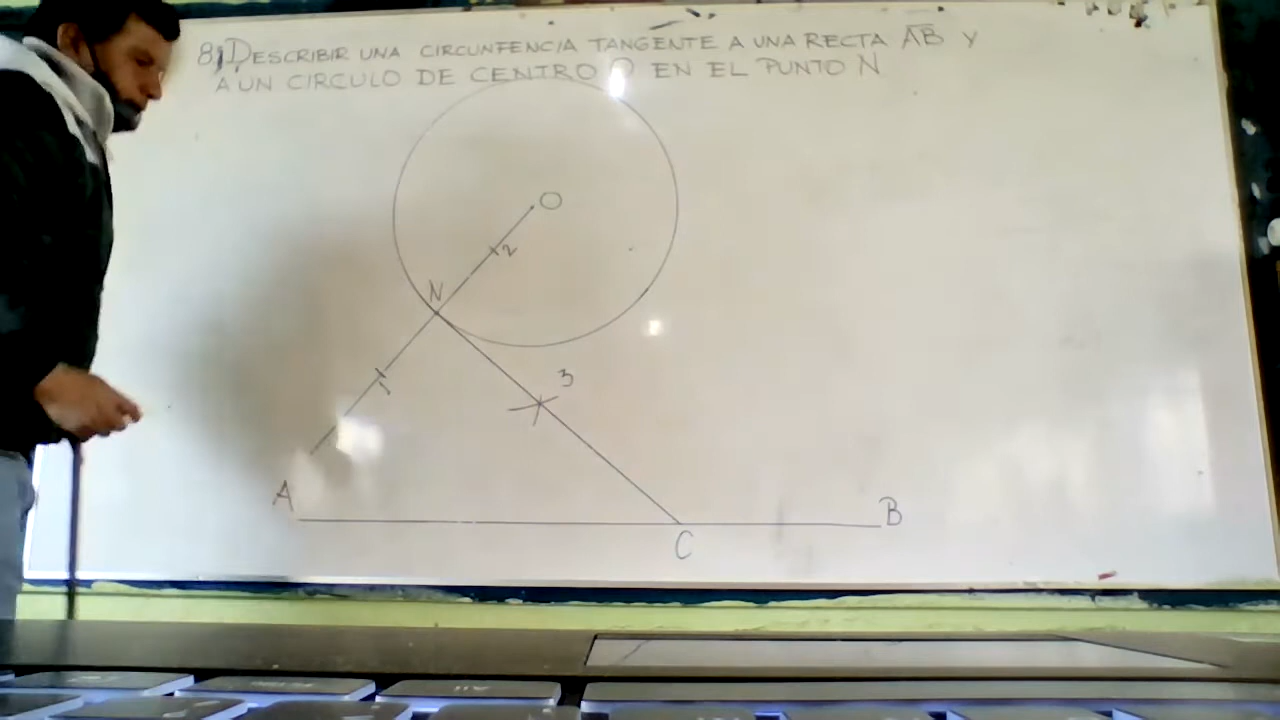 8) DESCRIBIR UNA CIRCUNFENCIA TANGENTE A UNA RECTA AB Y
A UN CIRCULO DE CENTRO O EN EL PUNTO N
O
2
N
1
3
A
B
C